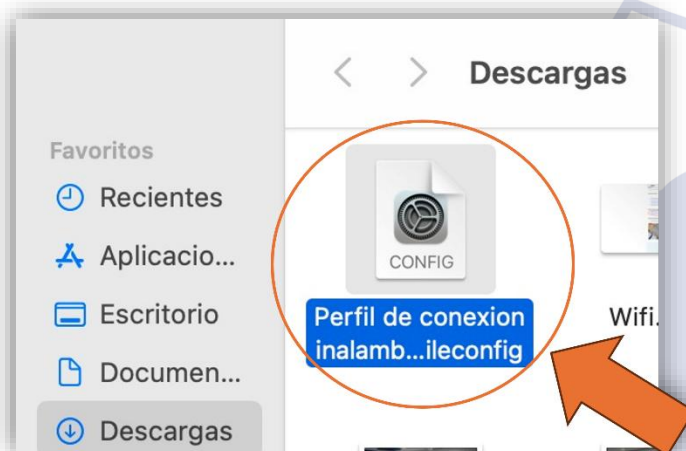 Descargas
Favoritos
Recientes
Aplicacio...
Escritorio
Documen...
Descargas
CONFIG
Perfil de conexion
inalamb...ileconfig
Wifi.